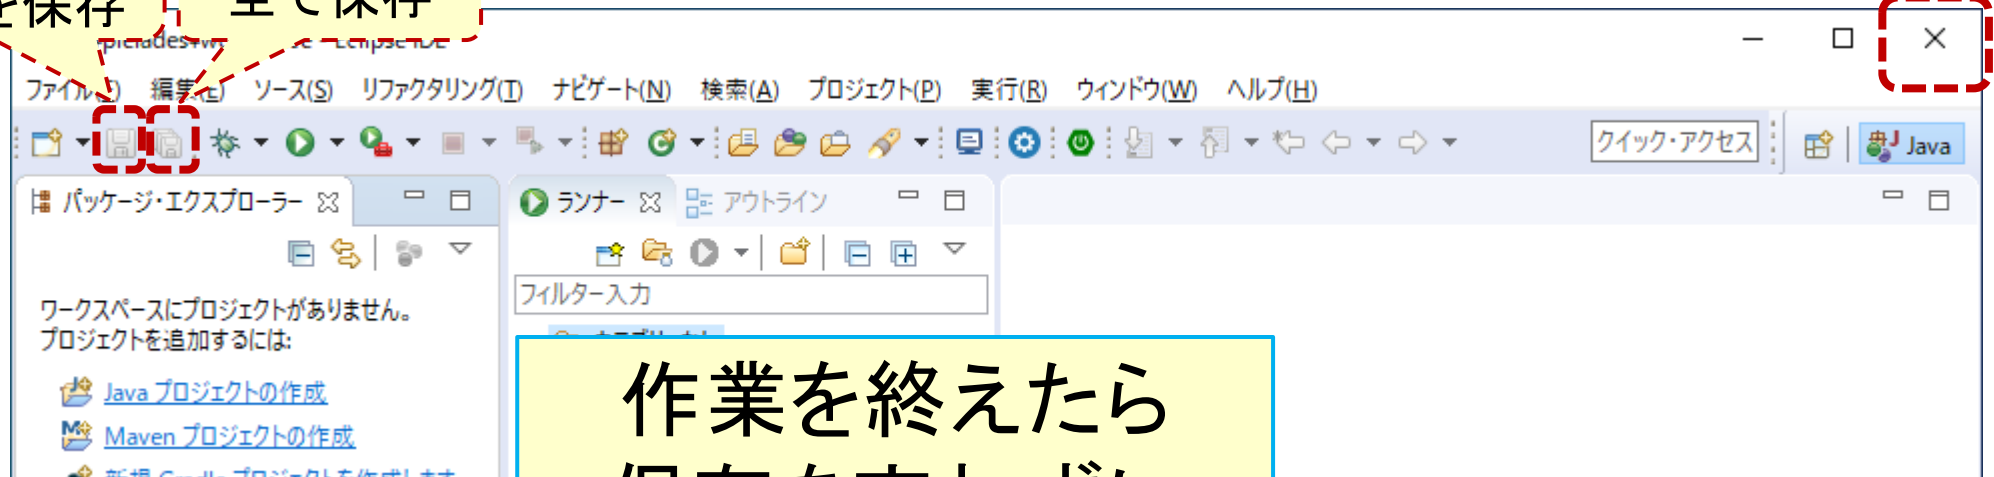 を保存
全て保存
Eclipse IDE
ファイル(F) 編集(E) ソース(S) リファクタリング(T) ナビゲート(N) 検索(A) プロジェクト(P) 実行(R) ウィンドウ(W) ヘルプ(H)
クイック・アクセス
Java
パッケージ・エクスプローラー
ランナー アウトライン
フィルター入力
ワークスペースにプロジェクトがありません。
プロジェクトを追加するには:
Java プロジェクトの作成
Maven プロジェクトの作成
作業を終えたら